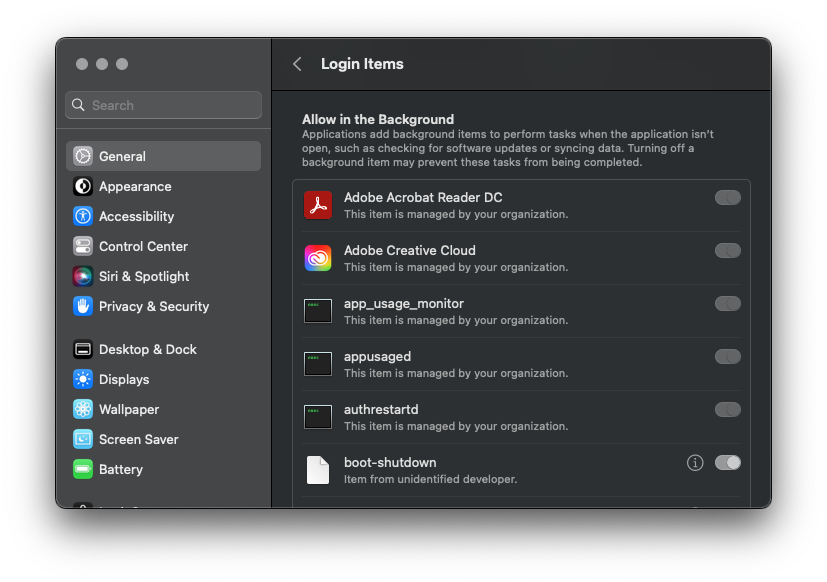 Login Items
Search
General
Appearance
Accessibility
Control Center
Siri & Spotlight
Privacy & Security
Desktop & Dock
Displays
Wallpaper
Screen Saver
Battery
Allow in the Background
Applications add background items to perform tasks when the application isn't
open, such as checking for software updates or syncing data. Turning off a
background item may prevent these tasks from being completed.
Adobe Acrobat Reader DC
This item is managed by your organization.
Adobe Creative Cloud
This item is managed by your organization.
app_usage_monitor
This item is managed by your organization.
appusaged
This item is managed by your organization.
authrestartd
This item is managed by your organization.
boot-shutdown
Item from unidentified developer.